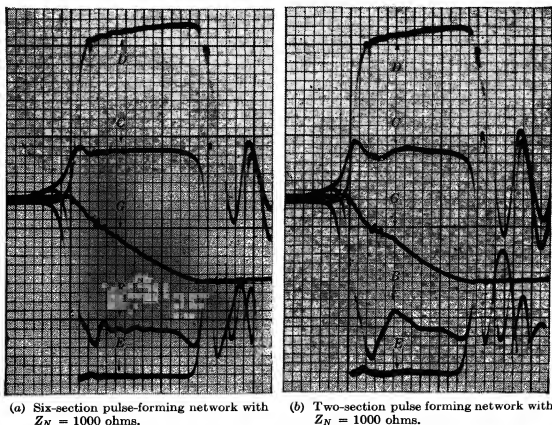 D
C
G
E
C
G
B
E
(a) Six-section pulse-forming network with
Z_N = 1000 ohms.
(b) Two-section pulse forming network with
Z_N = 1000 ohms.